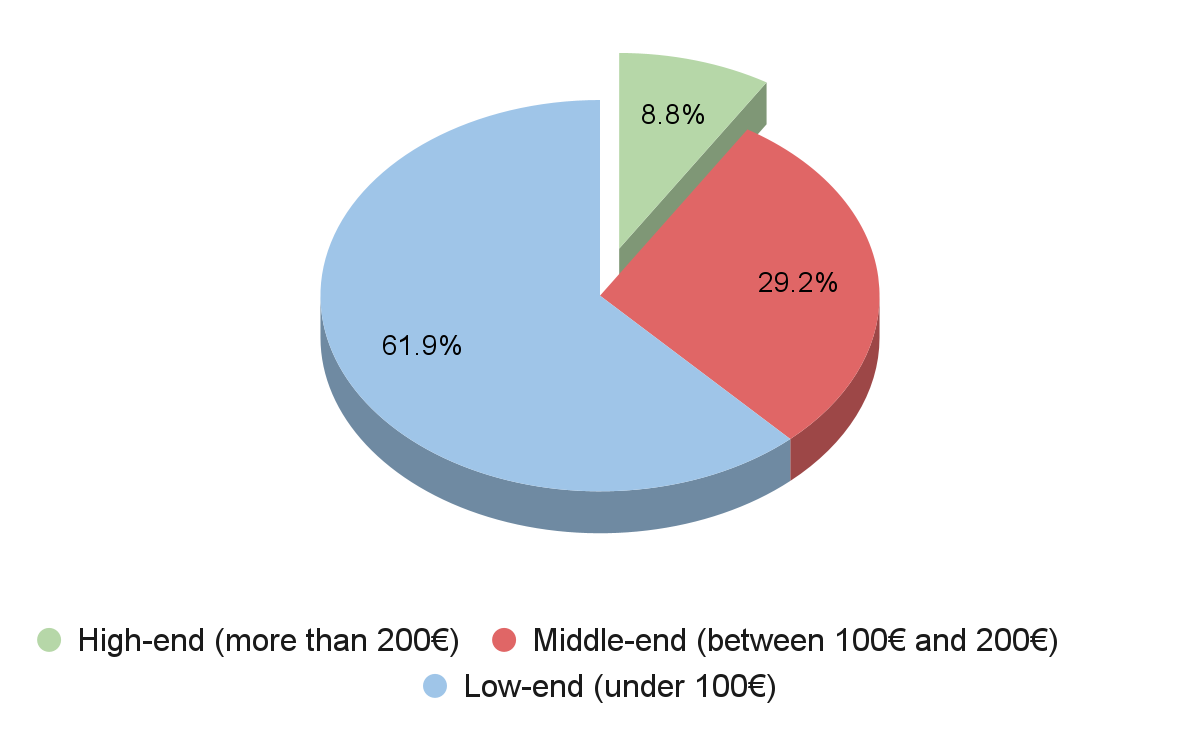 8.8%
29.2%
61.9%
High-end (more than 200€) Middle-end (between 100€ and 200€)
Low-end (under 100€)